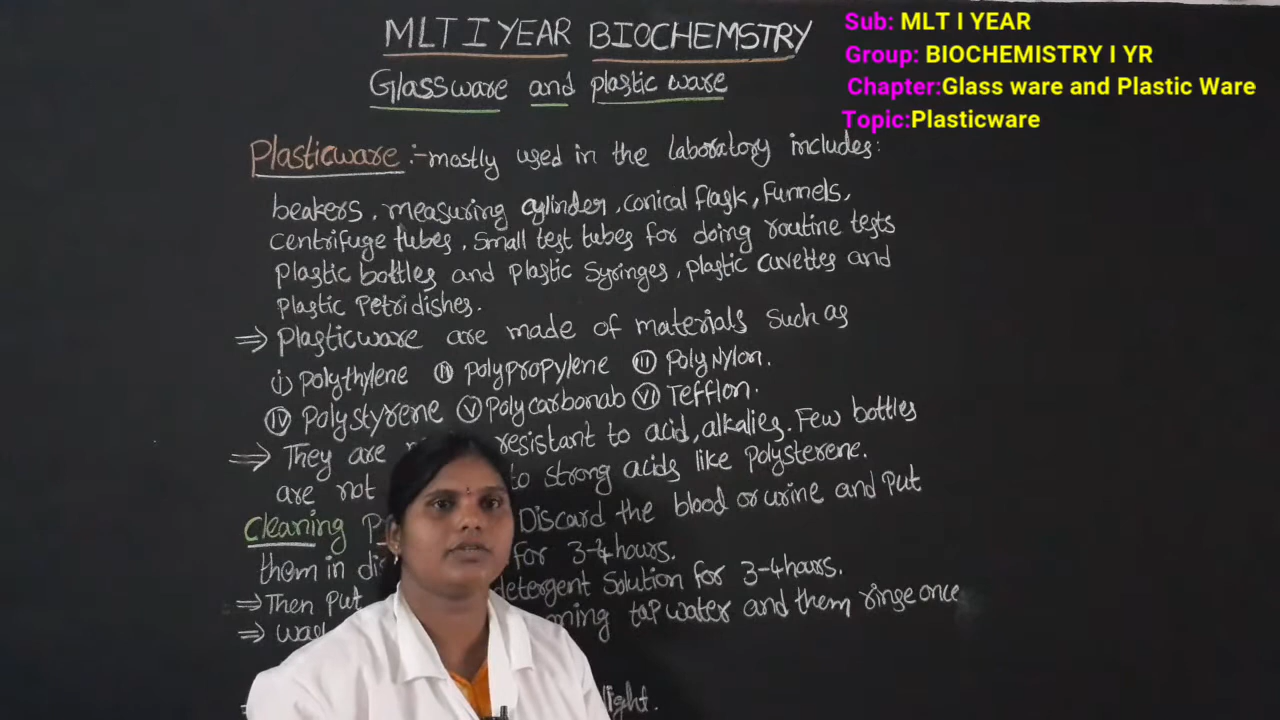 MLT I YEAR BIOCHEMSTRY
Glassware and plastic ware
Sub: MLT I YEAR
Group: BIOCHEMISTRY I YR
Chapter:Glass ware and Plastic Ware
Topic:Plasticware
Plasticware :- mostly used in the laboratory includes:
beakers, measuring cylinder, conical flask, Funnels,
centrifuge tubes, Small test tubes for doing routine tests
Plastic bottles and plastic Syringes, plastic cuvettes and
plastic Petridishes.
⇒ Plasticware are made of materials such as
(i) Polythylene (II) Polypropylene (III) PolyNylon.
(IV) Polystyrene (V) Polycarbonab (VI) Tefflon.
⇒ They are resistant to acid, alkalies. Few bottles
are not to strong acids like Polysterene.
Cleaning Discard the blood or urine and Put
them in for 3-4 hours.
⇒ Then Put detergent Solution for 3-4 hours.
⇒ tap water and them rinse once
light.